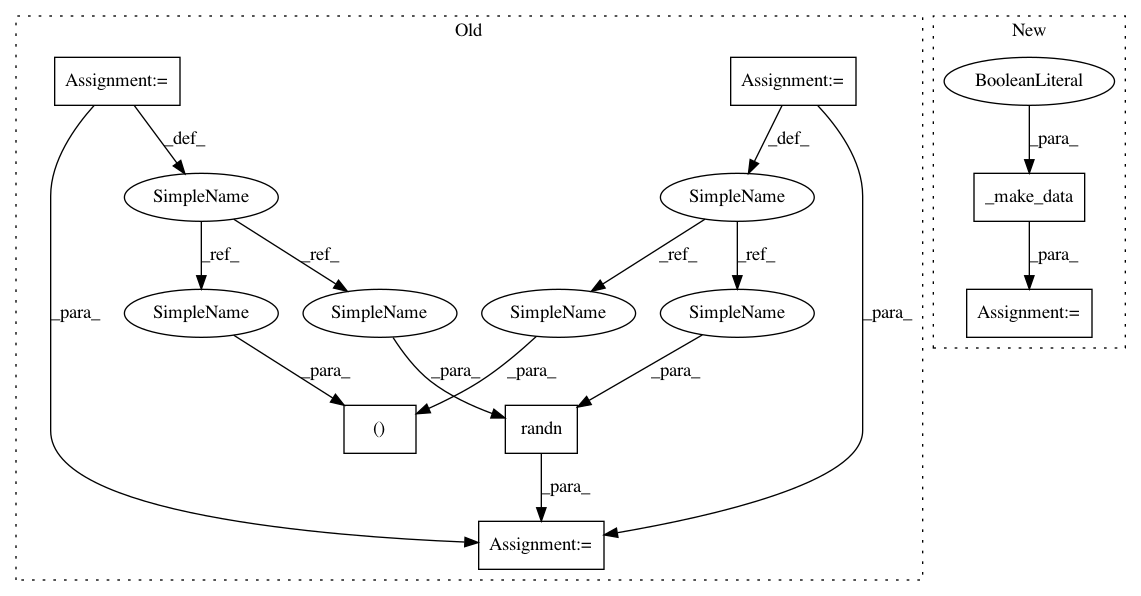 Old
New
Assignment:=
Assignment:=
BooleanLiteral
_def_
_def_
_para_
SimpleName
SimpleName
_make_data
_ref_
_ref_
_ref_
_ref_
_para_
_para_
SimpleName
SimpleName
SimpleName
SimpleName
_para_
Assignment:=
_para_
_para_
_para_
_para_
()
randn
_para_
Assignment:=